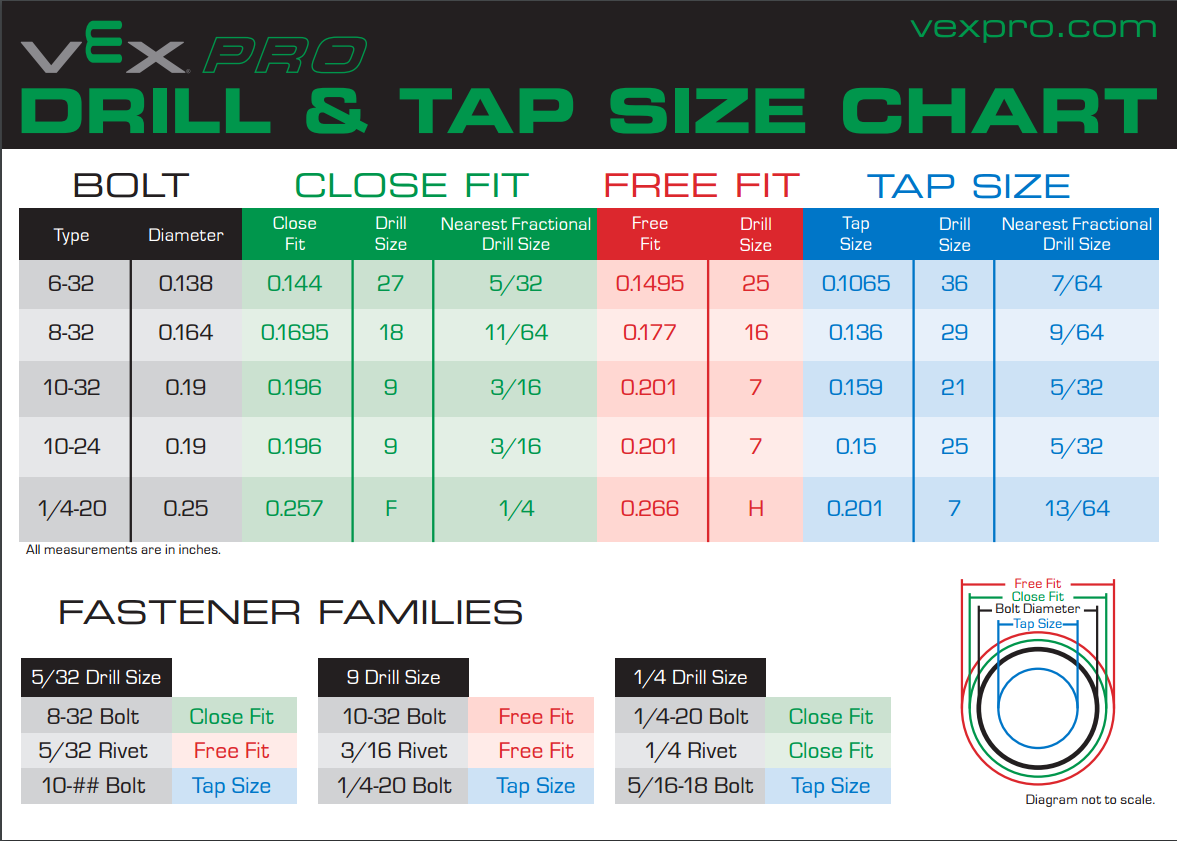 vexpro.com
VEX PRO
DRILL & TAP SIZE CHART
BOLT CLOSE FIT FREE FIT TAP SIZE
Type Diameter Close Fit Drill Size Nearest Fractional Drill Size Free Fit Drill Size Tap Size Drill Size Nearest Fractional Drill Size
6-32 0.138 0.144 27 5/32 0.1495 25 0.1065 36 7/64
8-32 0.164 0.1695 18 11/64 0.177 16 0.136 29 9/64
10-32 0.19 0.196 9 3/16 0.201 7 0.159 21 5/32
10-24 0.19 0.196 9 3/16 0.201 7 0.15 25 5/32
1/4-20 0.25 0.257 F 1/4 0.266 H 0.201 7 13/64
All measurements are in inches.
FASTENER FAMILIES
5/32 Drill Size
8-32 Bolt Close Fit
5/32 Rivet Free Fit
10-## Bolt Tap Size
9 Drill Size
10-32 Bolt Free Fit
3/16 Rivet Free Fit
1/4-20 Bolt Tap Size
1/4 Drill Size
1/4-20 Bolt Close Fit
1/4 Rivet Close Fit
5/16-18 Bolt Tap Size
Free Fit
Close Fit
Bolt Diameter
Tap Size
Diagram not to scale.